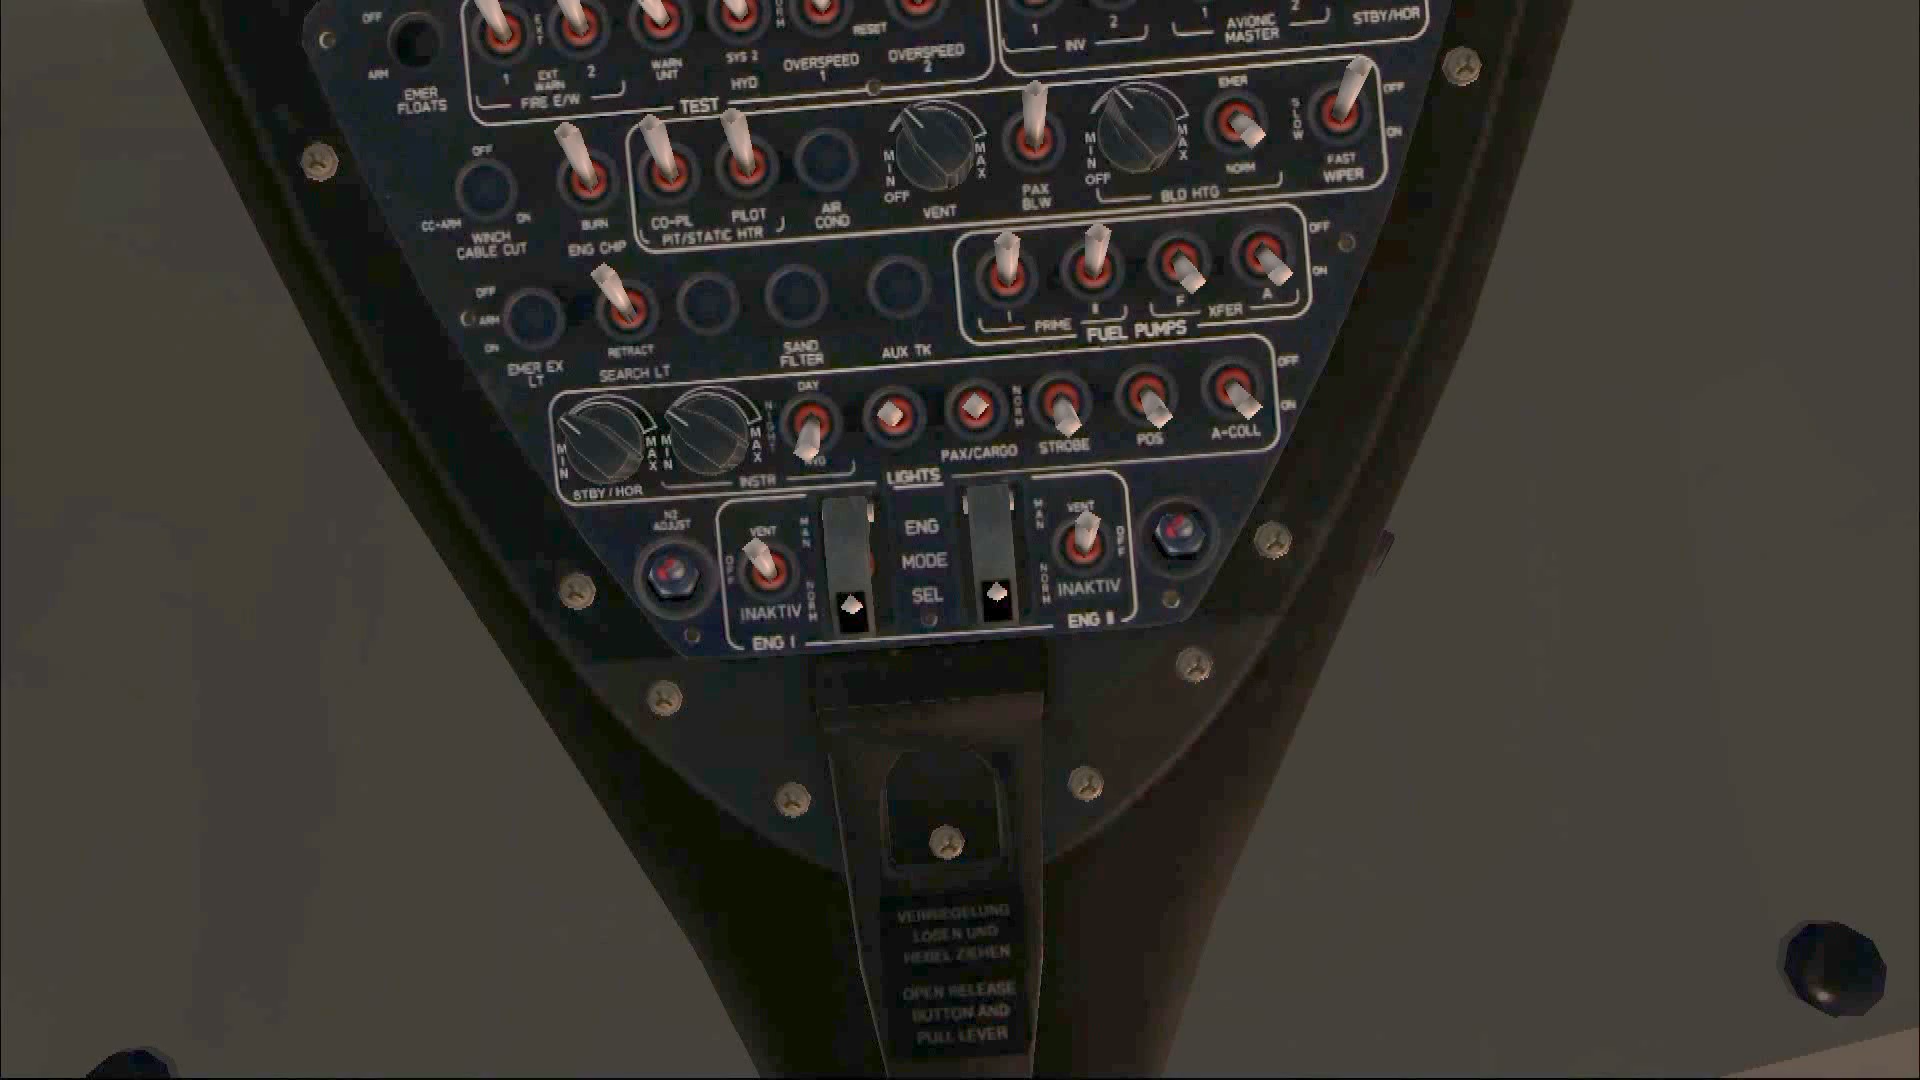 OFF
ARM
EMER
FLOATS
1
EXT
WARN
2
FIRE E/W
EXT
WARN
UNIT
SYS 2
HYD
OVERSPEED
1
RESET
OVERSPEED
2
TEST
1
INV
2
1
AVIONIC
MASTER
2
STBY/HOR
OFF
CC-ARM
ON
WINCH
CABLE CUT
BURN
ENG CHIP
CO-PIL
PILOT
PIT/STATIC HTR
AIR
COND
MIN
MAX
OFF
VENT
PAX
BLW
MIN
MAX
OFF
EMER
NORM
BLD HTG
SLOW
OFF
ON
FAST
WIPER
OFF
ARM
ON
EMER EX
LT
RETRACT
SEARCH LT
SAND
FILTER
AUX TK
I
II
PRIME
F
A
XFER
FUEL PUMPS
OFF
ON
MIN
MAX
STBY/HOR
MIN
MAX
NIGHT
DAY
INSTR
PAX/CARGO
NORM
STROBE
POS
A-COLL
OFF
ON
LIGHTS
N2
ADJUST
VENT
OFF
MAN
NORM
INAKTIV
ENG I
ENG
MODE
SEL
MAN
NORM
VENT
OFF
INAKTIV
ENG II
VERRIEGELUNG
LOSEN UND
HEBEL ZIEHEN
OPEN RELEASE
BUTTON AND
PULL LEVER